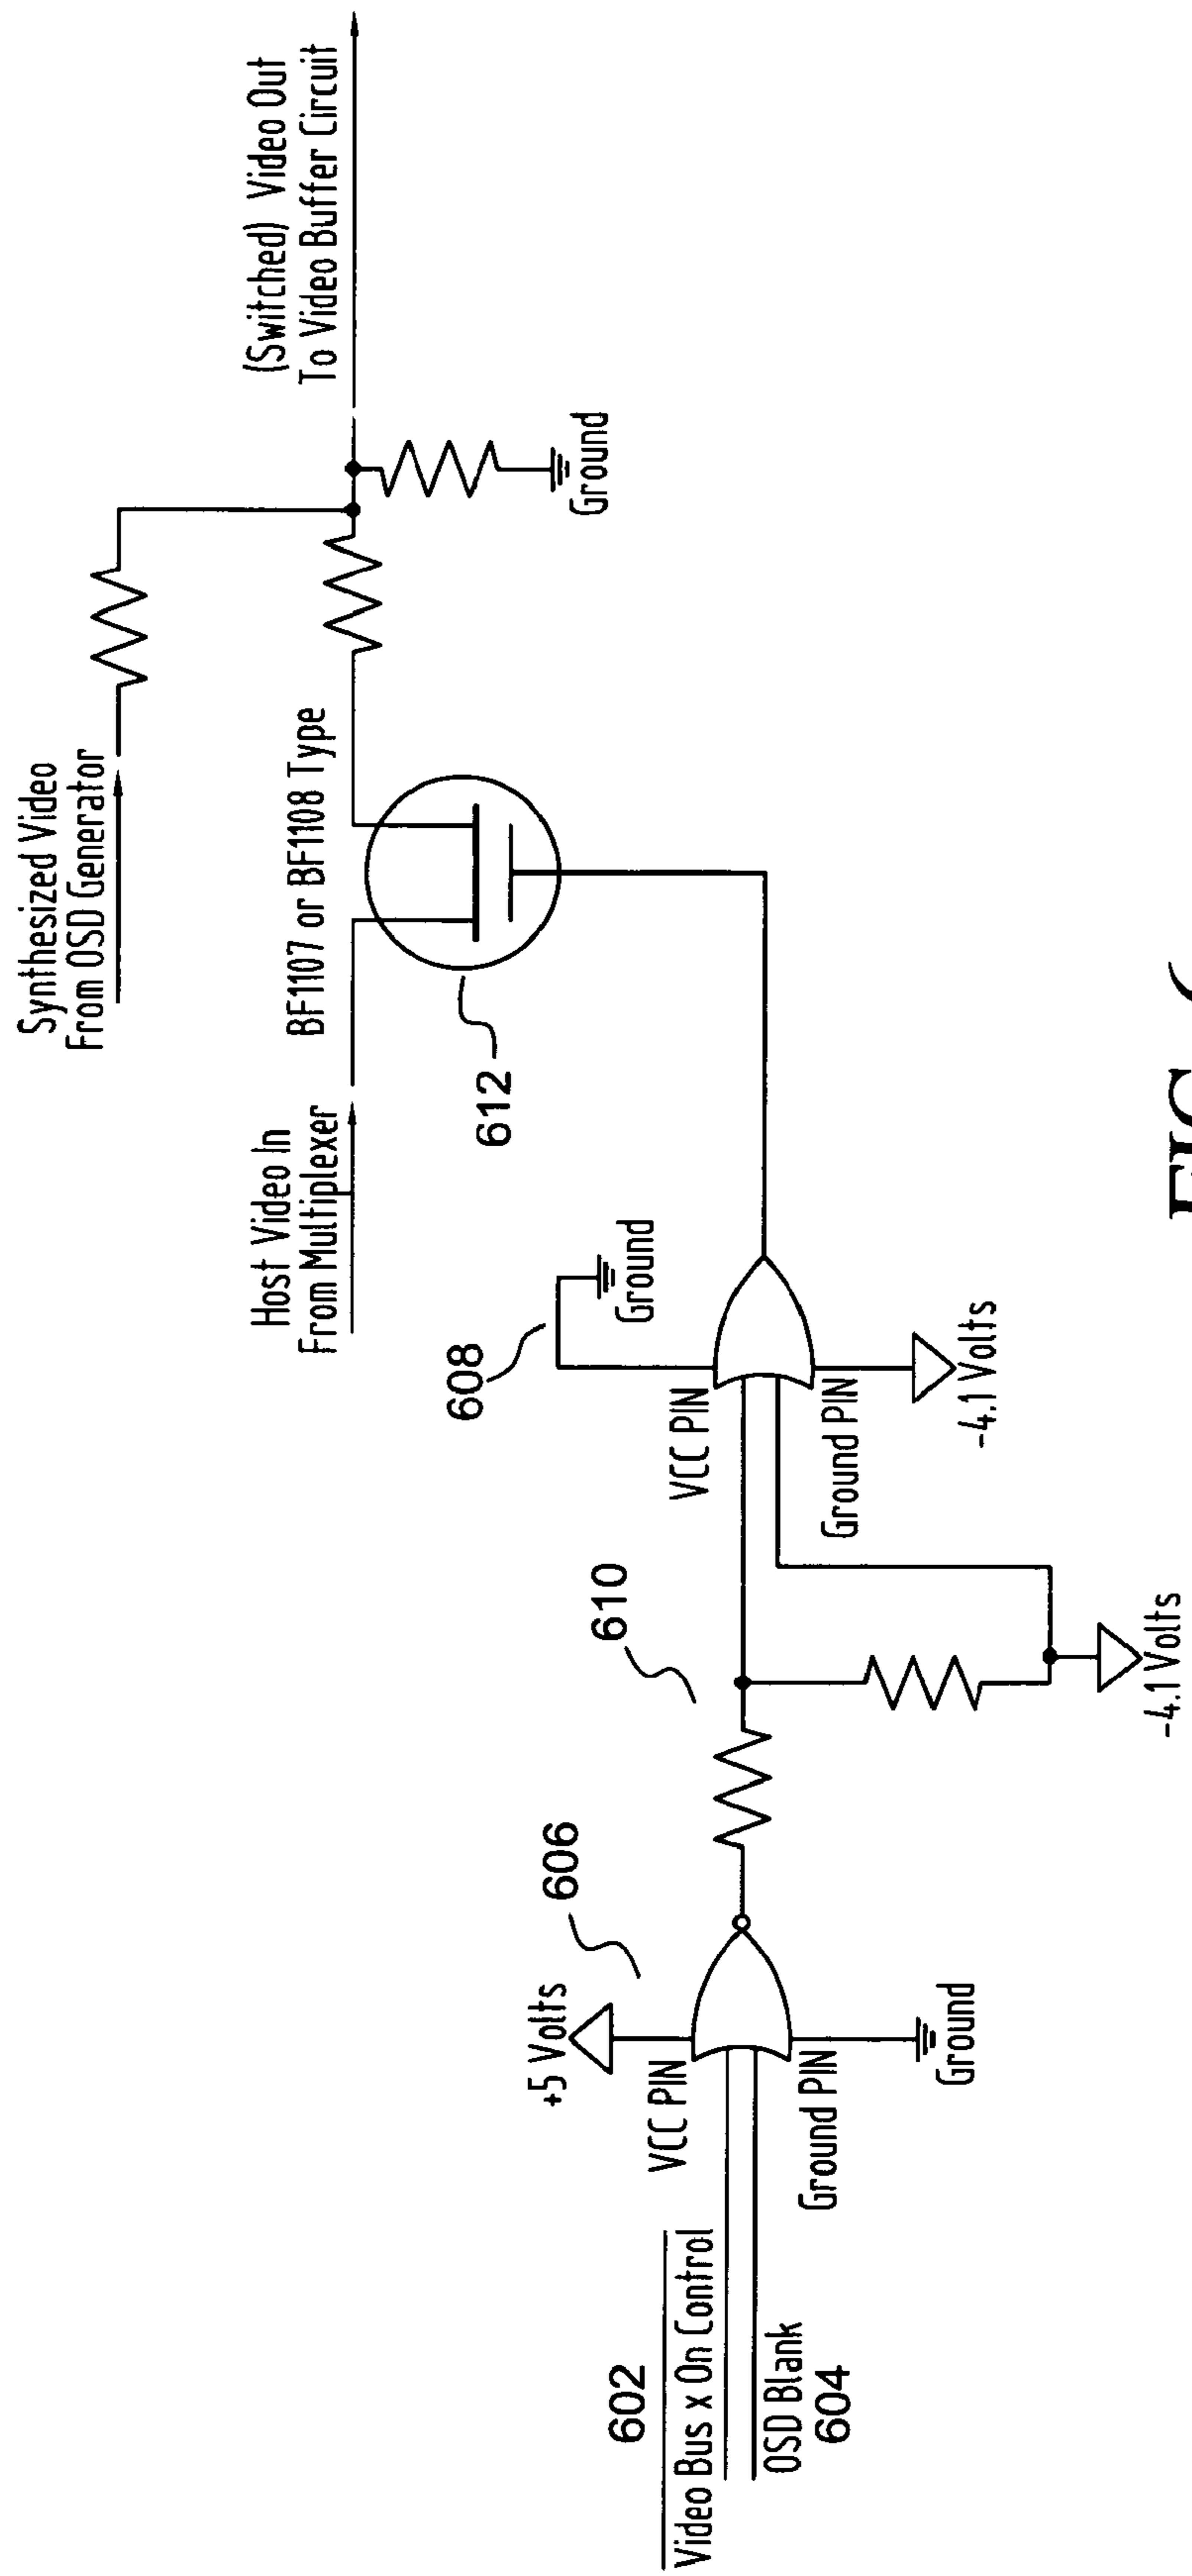 Synthesized Video
From OSD Generator
(Switched) Video Out
To Video Buffer Circuit
Host Video In
From Multiplexer
BF1107 or BF1108 Type
Ground
612
608
Ground
VCC PIN
Ground PIN
-4.1 Volts
610
-4.1 Volts
606
+5 Volts
VCC PIN
Ground PIN
Ground
602
Video Bus x On Control
OSD Blank
604
FIG.